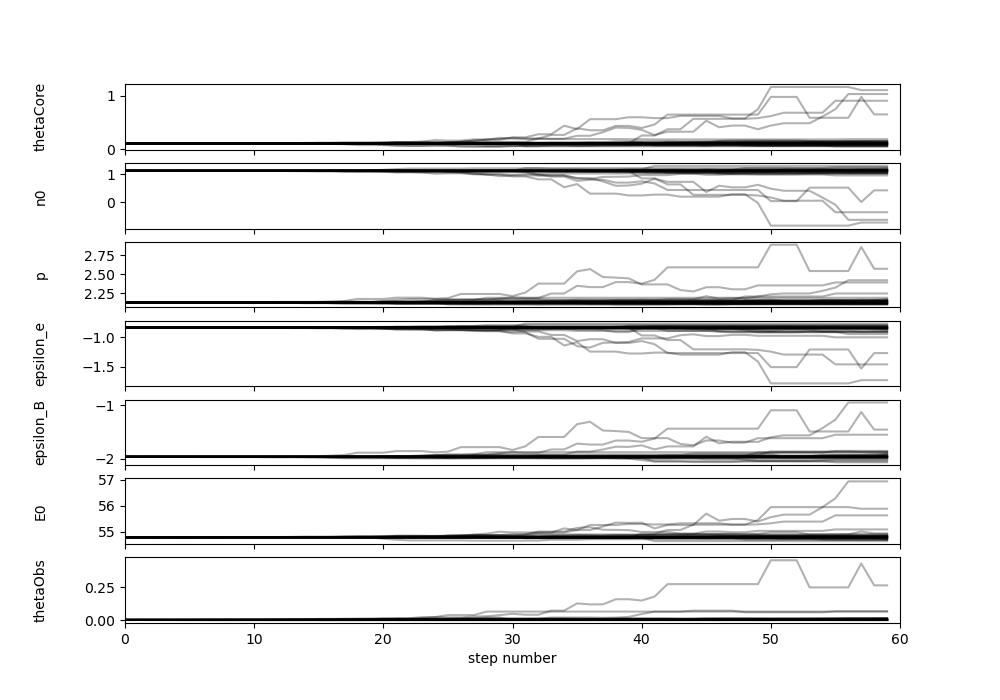 thetaCore
1
0
n0
1
0
p
2.75
2.50
2.25
epsilon_e
−1.0
−1.5
epsilon_B
−1
−2
E0
57
56
55
thetaObs
0.25
0.00
0 10 20 30 40 50 60
step number